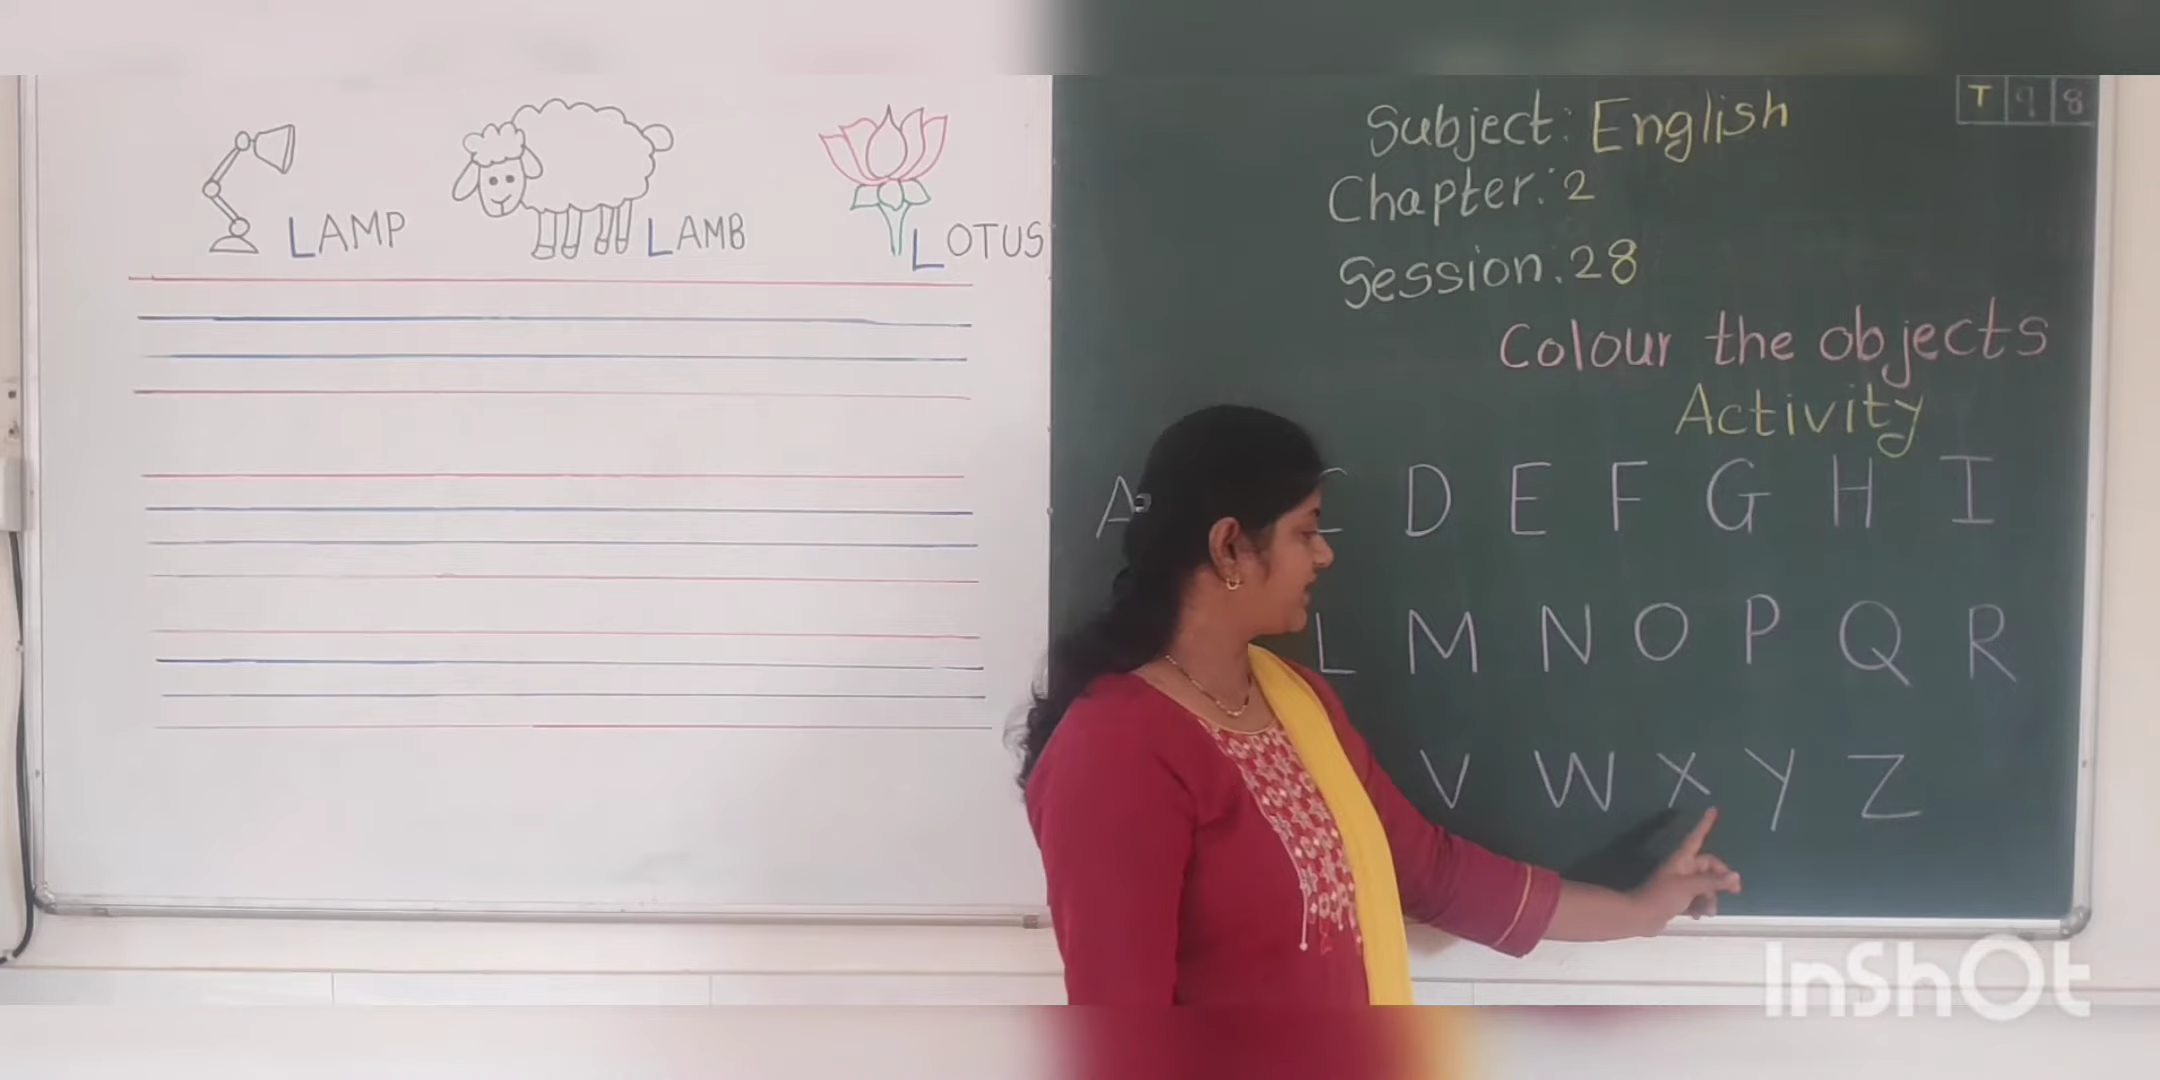 LAMP LAMB LOTUS
T 9 8
Subject: English
Chapter: 2
Session. 28
Colour the objects
Activity
A D E F G H I
L M N O P Q R
V W X Y Z
InShOt